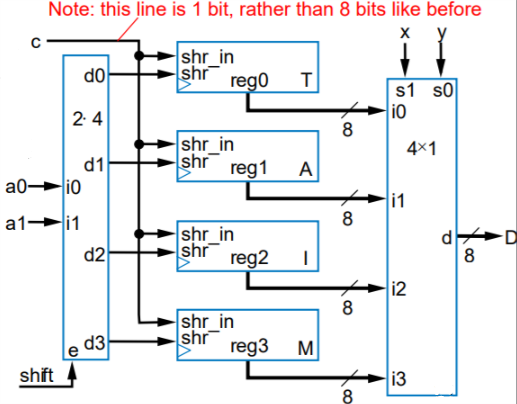 Note: this line is 1 bit, rather than 8 bits like before
c
x y
d0
shr_in
shr
reg0 T
8
s1 s0
i0
2· 4
4×1
d1
shr_in
shr
reg1 A
8
i1
a0 i0
a1 i1
d2
shr_in
shr
reg2 I
8
d D
8
i2
e d3
shr_in
shr
reg3 M
8
i3
shift